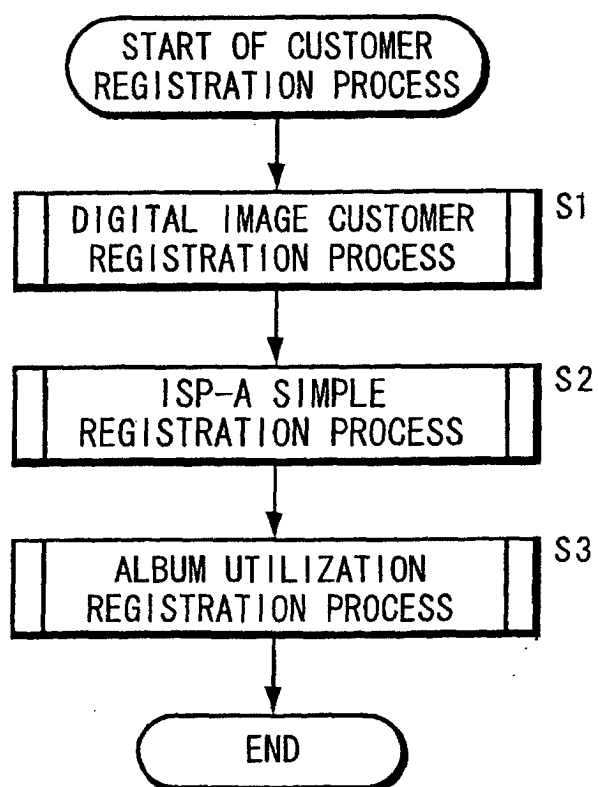 START OF CUSTOMER
REGISTRATION PROCESS
DIGITAL IMAGE CUSTOMER
REGISTRATION PROCESS
S1
ISP-A SIMPLE
REGISTRATION PROCESS
S2
ALBUM UTILIZATION
REGISTRATION PROCESS
S3
END